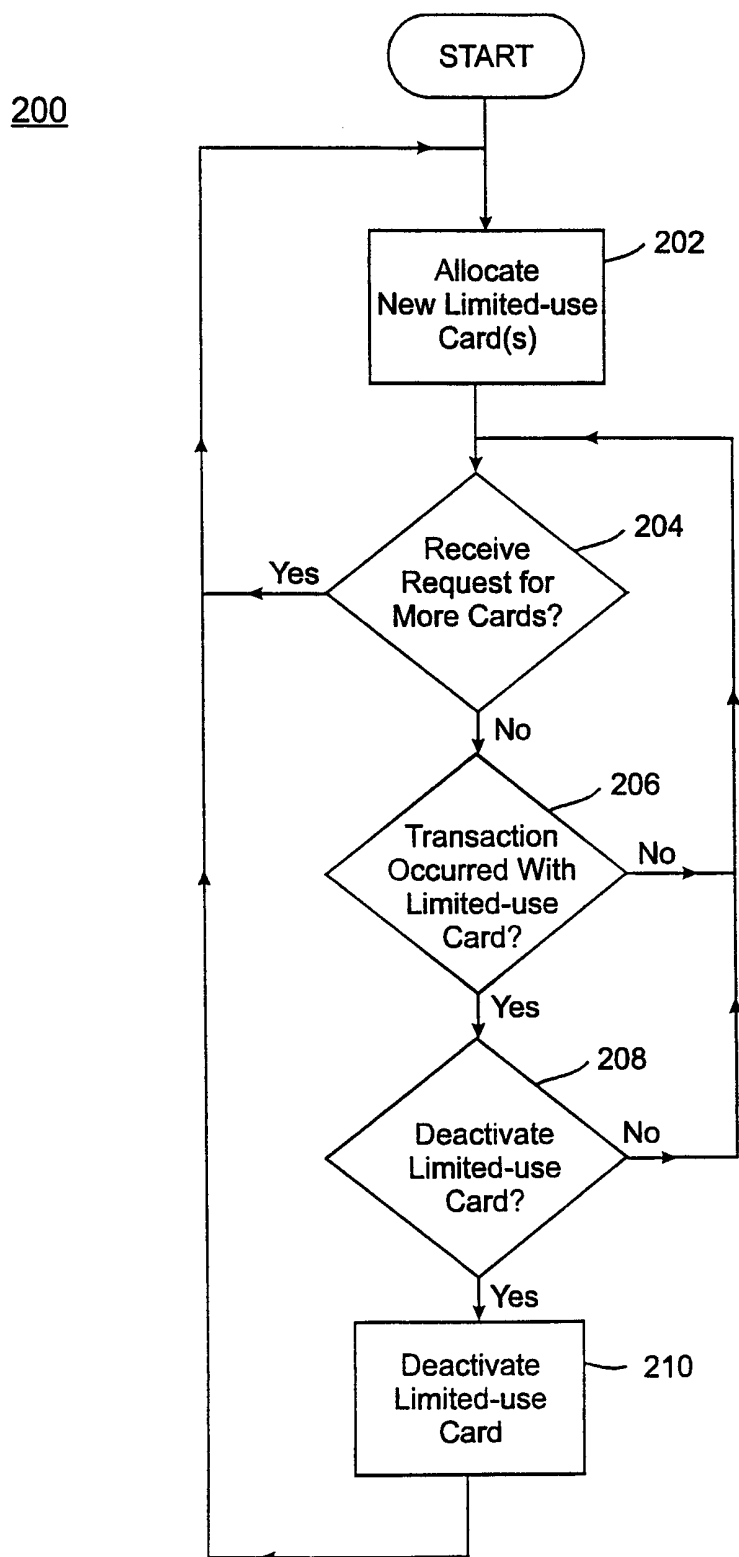 START
200
202
Allocate
New Limited-use
Card(s)
204
Receive
Request for
More Cards?
Yes
No
206
Transaction
Occurred With
Limited-use
Card?
No
Yes
208
Deactivate
Limited-use
Card?
No
Yes
210
Deactivate
Limited-use
Card